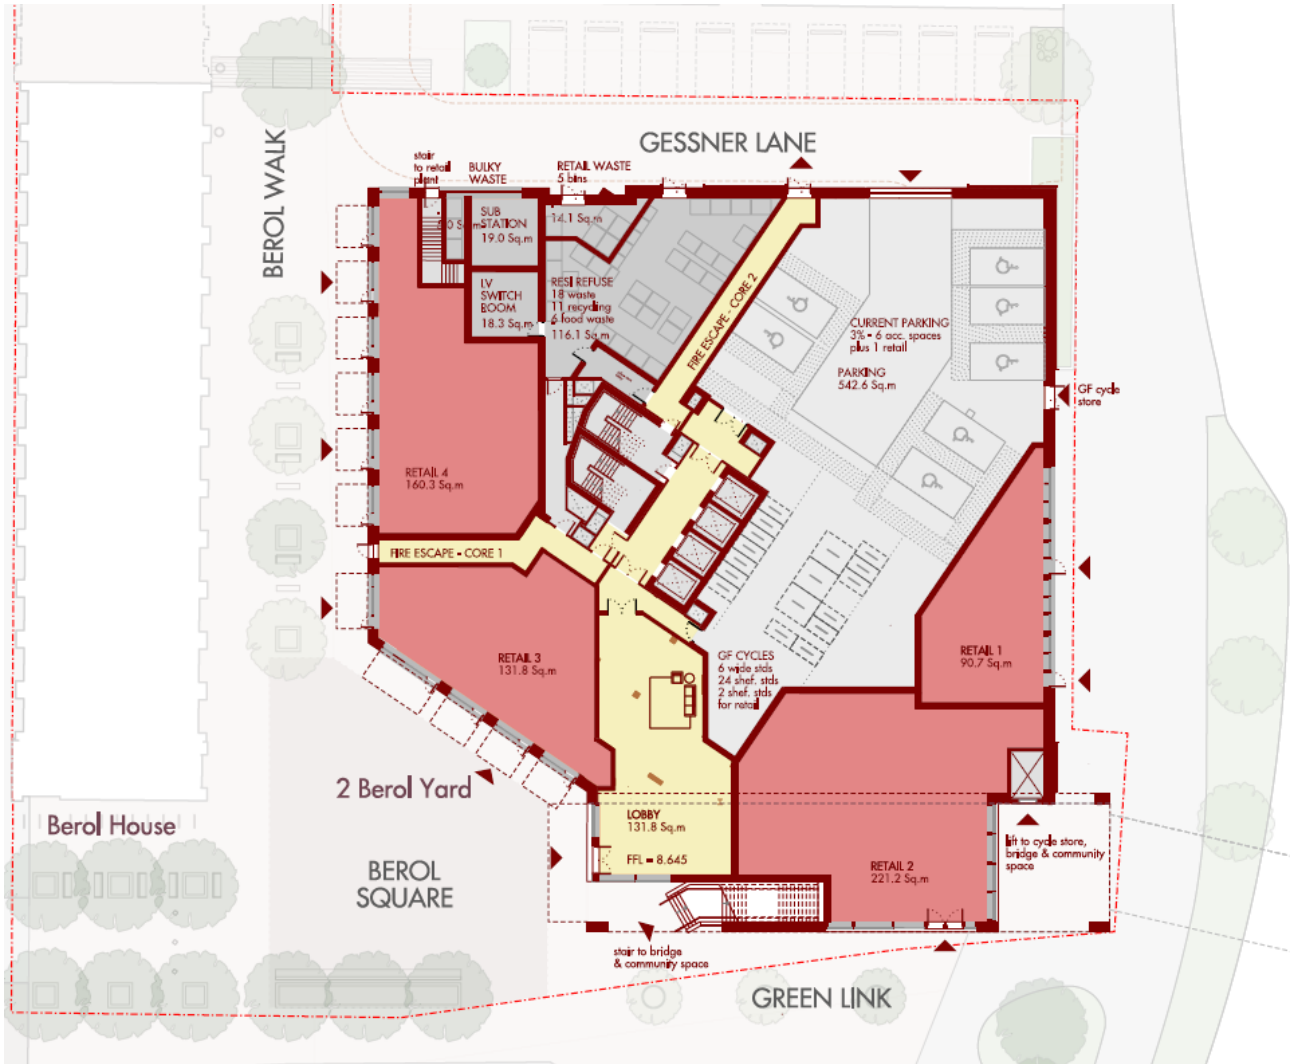 GESSNER LANE
BEROL WALK
stair
to retail
plant
BULKY
WASTE
RETAIL WASTE
5 bins
14.1 Sq.m
SUB
STATION
19.0 Sq.m
LV
SWITCH
ROOM
18.3 Sq.m
RESI REFUSE
18 waste
11 recycling
6 food waste
116.1 Sq.m
FIRE ESCAPE - CORE 2
CURRENT PARKING
3% = 6 acc. spaces
plus 1 retail
PARKING
542.6 Sq.m
GF cycle
store
RETAIL 4
160.3 Sq.m
FIRE ESCAPE - CORE 1
RETAIL 3
131.8 Sq.m
GF CYCLES
6 wide stds
24 shef. stds
2 shef. stds
for retail
RETAIL 1
90.7 Sq.m
2 Berol Yard
Berol House
LOBBY
131.8 Sq.m
FFL = 8.645
BEROL
SQUARE
RETAIL 2
221.2 Sq.m
lift to cycle store,
bridge & community
space
stair to bridge
& community space
GREEN LINK